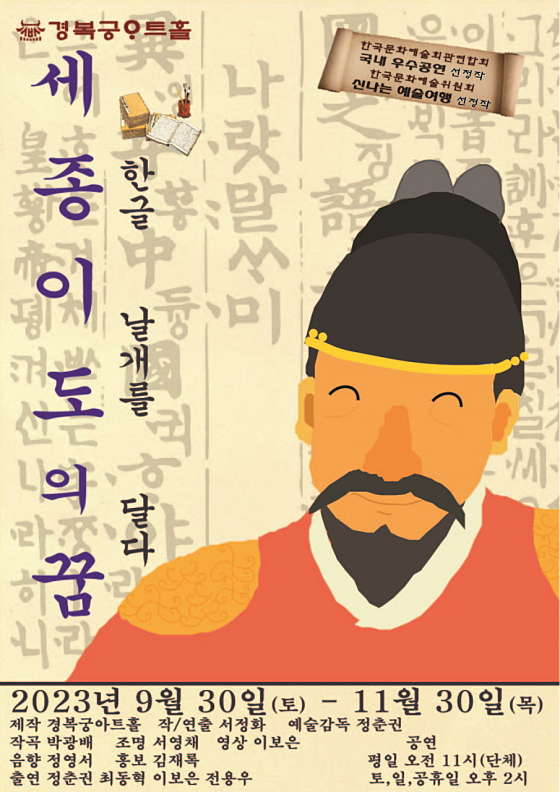 경복궁아트홀
한국문화예술회관연합회
국내 우수공연 선정작
한국문화예술위원회
신나는 예술여행 선정작
세종이도의꿈
한글 날개를 달다
나랏말ᄊᆞ미
2023년 9월 30일(토) - 11월 30일(목)
제작 경복궁아트홀 작/연출 서정화 예술감독 정춘권
작곡 박광배 조명 서영채 영상 이보은 공연
음향 정영서 홍보 김재록 평일 오전 11시(단체)
출연 정춘권 최동혁 이보은 전용우 토,일,공휴일 오후 2시